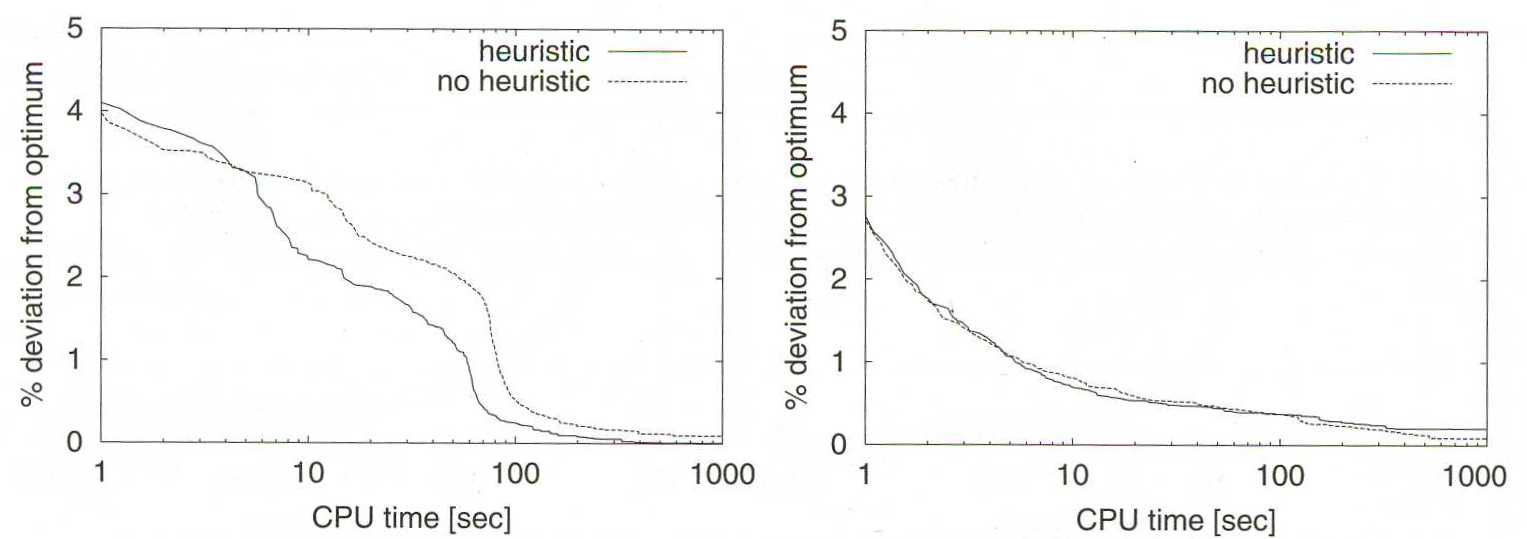 5
heuristic
no heuristic
4
3
2
1
0
% deviation from optimum
1
10
100
1000
CPU time [sec]
5
heuristic
no heuristic
4
3
2
1
0
% deviation from optimum
1
10
100
1000
CPU time [sec]